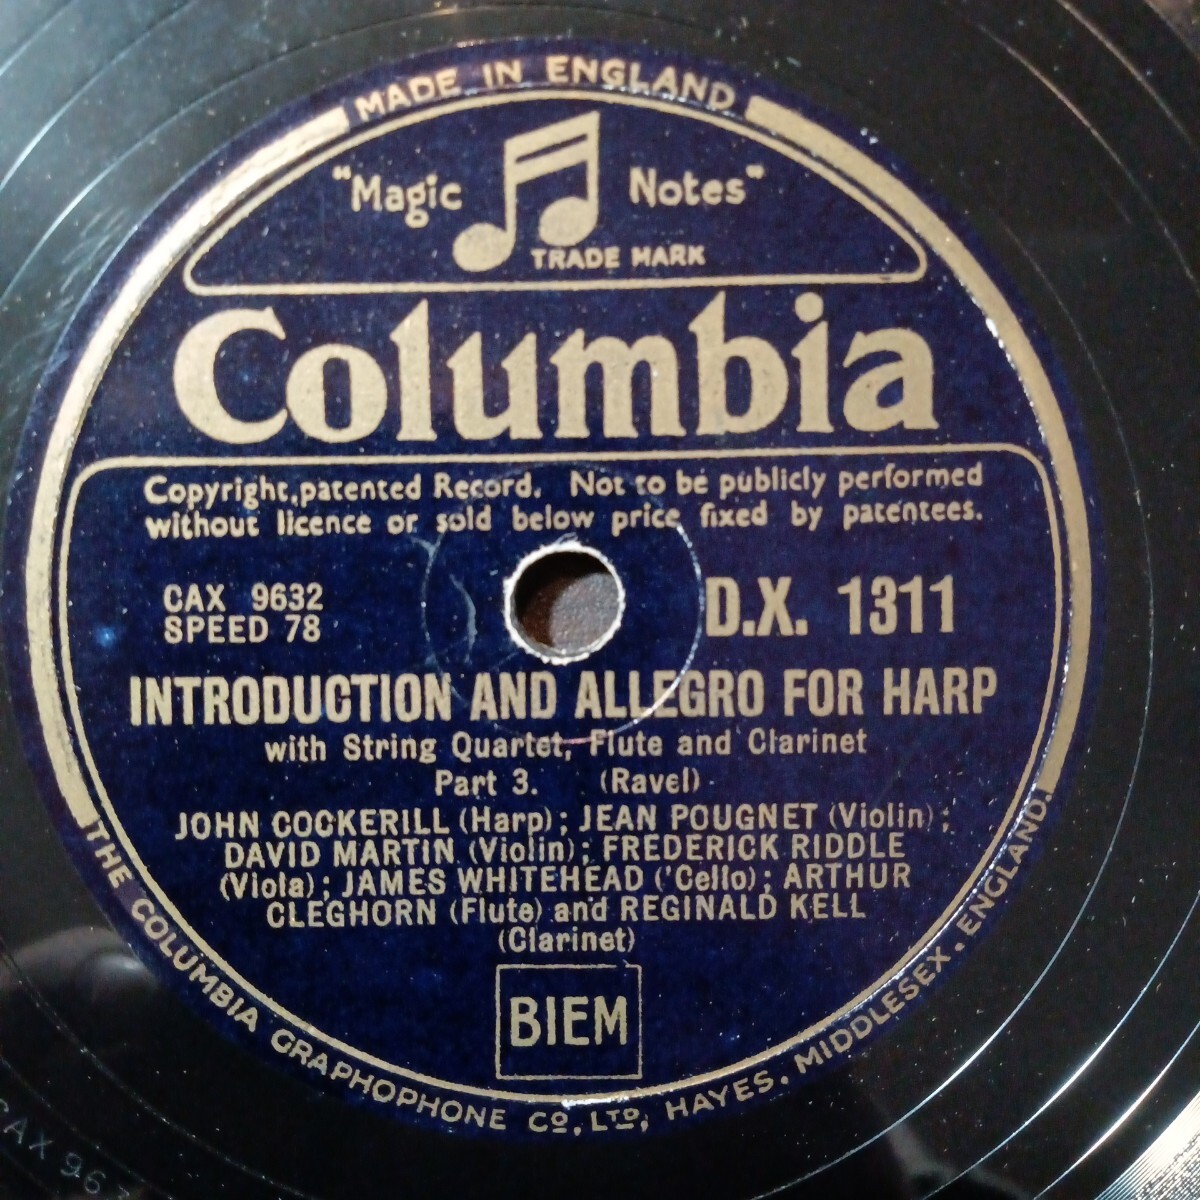 MADE IN ENGLAND
"Magic Notes"
TRADE MARK
Columbia
Copyright, patented Record. Not to be publicly performed
without licence or sold below price fixed by patentees.
CAX 9632
SPEED 78
D.X. 1311
INTRODUCTION AND ALLEGRO FOR HARP
with String Quartet, Flute and Clarinet
Part 3. (Ravel)
JOHN COCKERILL (Harp); JEAN POUGNET (Violin);
DAVID MARTIN (Violin); FREDERICK RIDDLE
(Viola); JAMES WHITEHEAD ('Cello); ARTHUR
CLEGHORN (Flute) and REGINALD KELL
(Clarinet)
BIEM
THE COLUMBIA GRAPHOPHONE CO., LTD., HAYES, MIDDLESEX, ENGLAND.
CAX 963